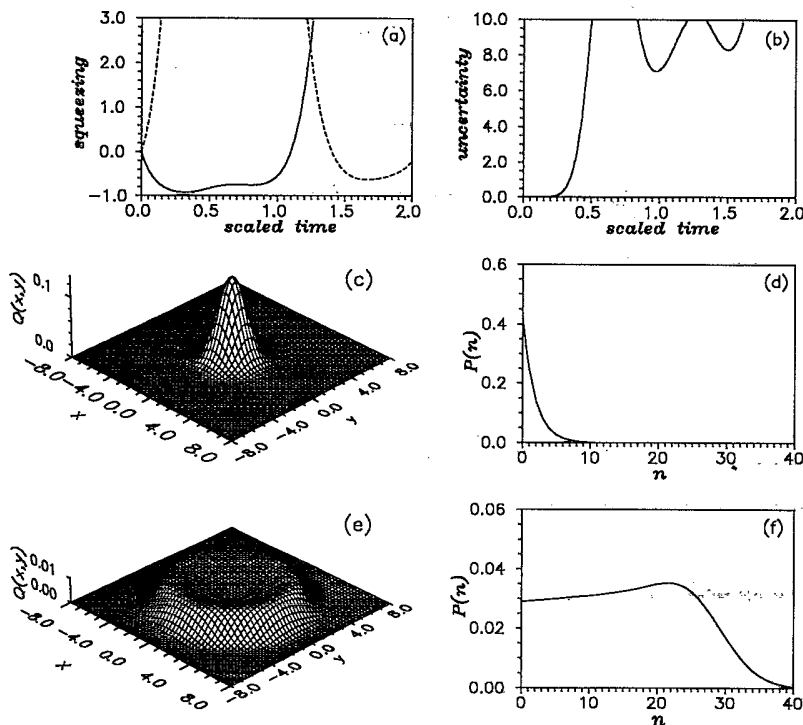 (a)
squeezing
3.0
2.0
1.0
0.0
-1.0
0.0 0.5 1.0 1.5 2.0
scaled time
(b)
uncertainty
10.0
8.0
6.0
4.0
2.0
0.0
0.0 0.5 1.0 1.5 2.0
scaled time
(c)
Q(x,y)
0.1
0.0
-8.0 -4.0 0.0 4.0 8.0
x
-8.0 -4.0 0.0 4.0 8.0
y
(d)
P(n)
0.6
0.4
0.2
0.0
0 10 20 30 40
n
(e)
Q(x,y)
0.01
0.00
-8.0 -4.0 0.0 4.0 8.0
x
-8.0 -4.0 0.0 4.0 8.0
y
(f)
P(n)
0.06
0.04
0.02
0.00
0 10 20 30 40
n